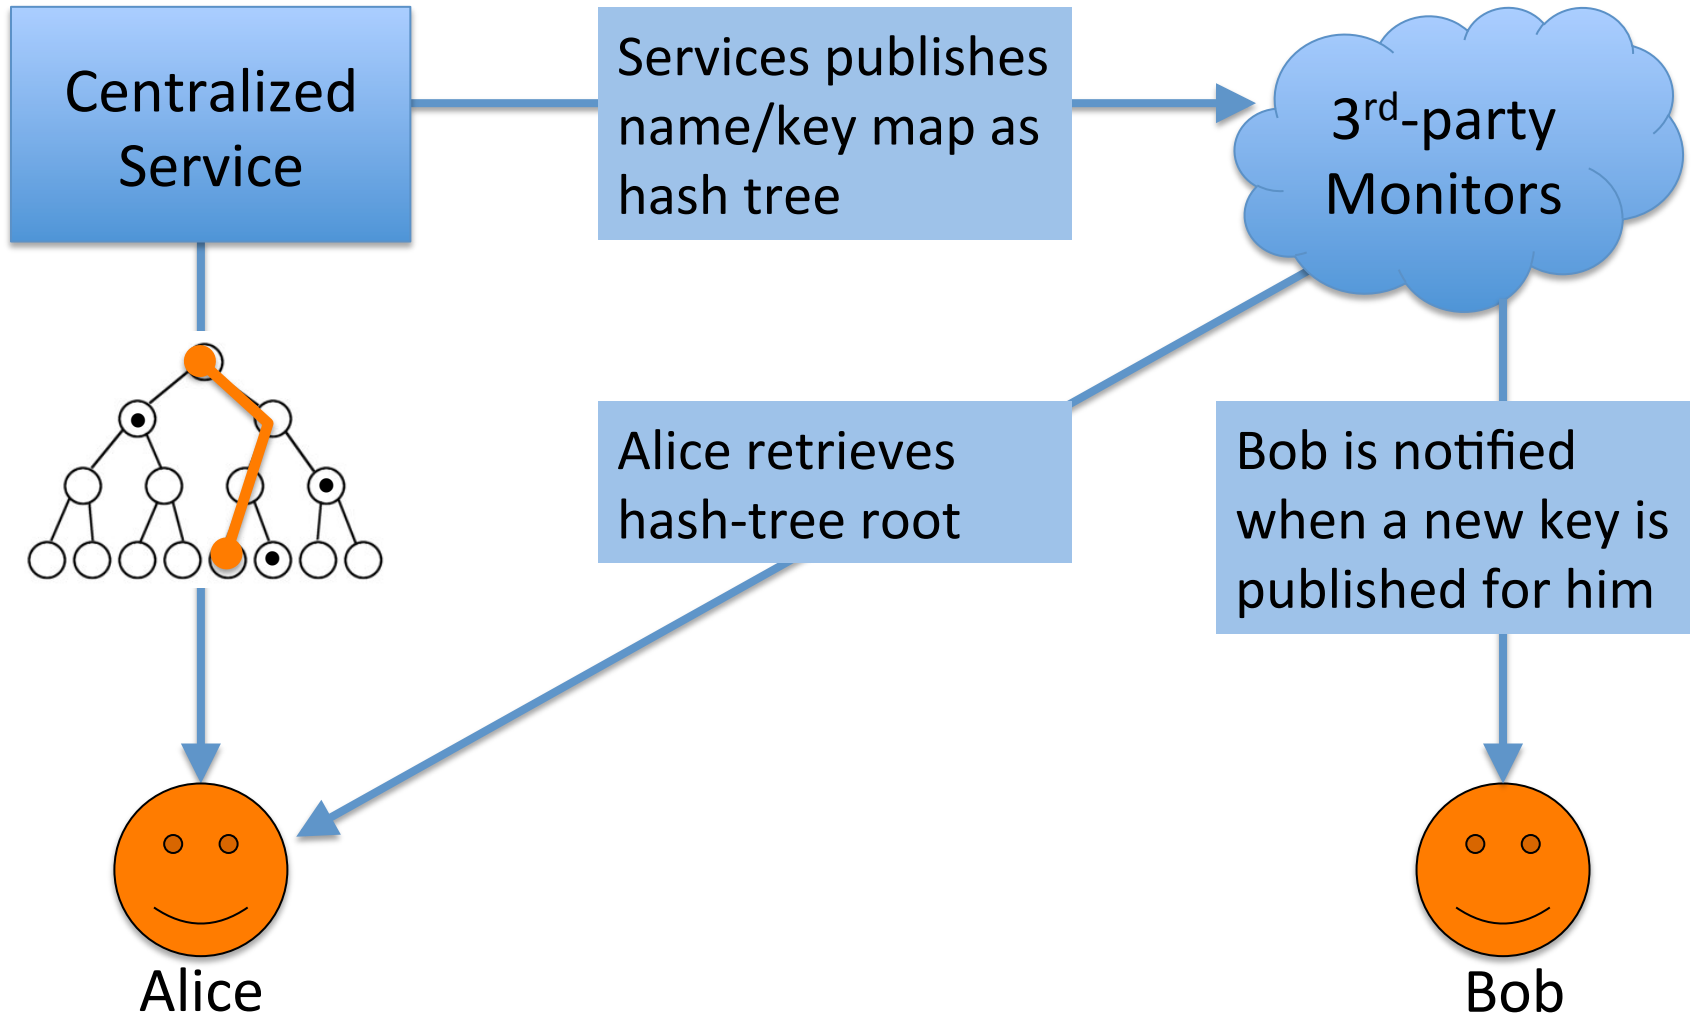 Centralized
Service
Services publishes
name/key map as
hash tree
3rd-party
Monitors
Alice retrieves
hash-tree root
Bob is notified
when a new key is
published for him
Alice
Bob